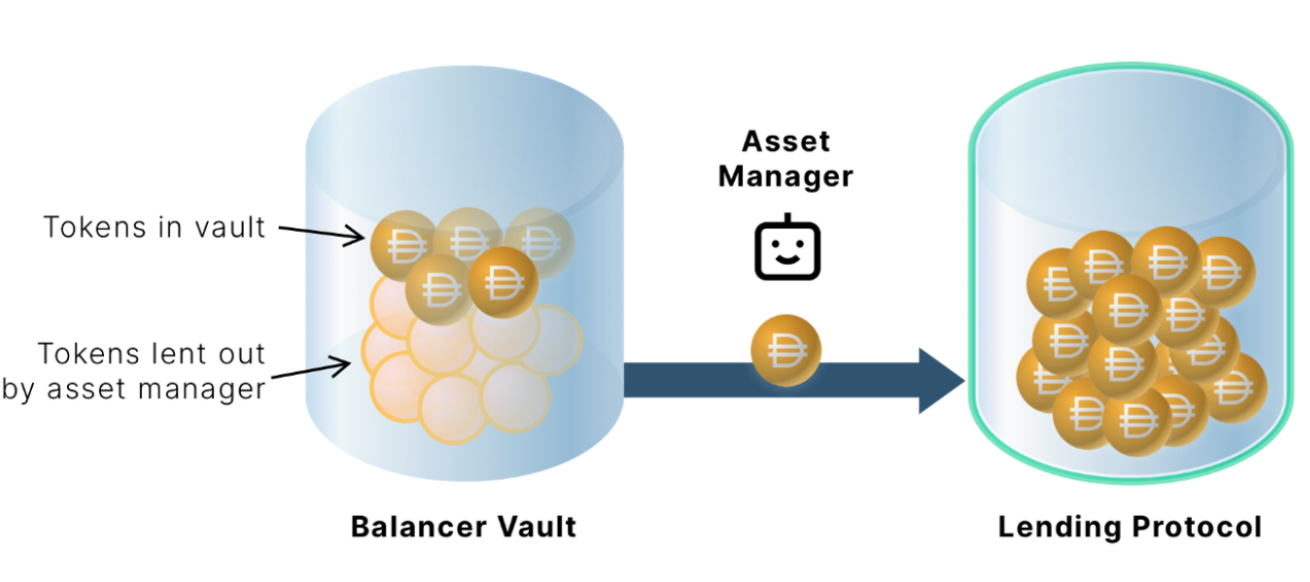 Asset
Manager
Tokens in vault
Tokens lent out
by asset manager
Balancer Vault
Lending Protocol